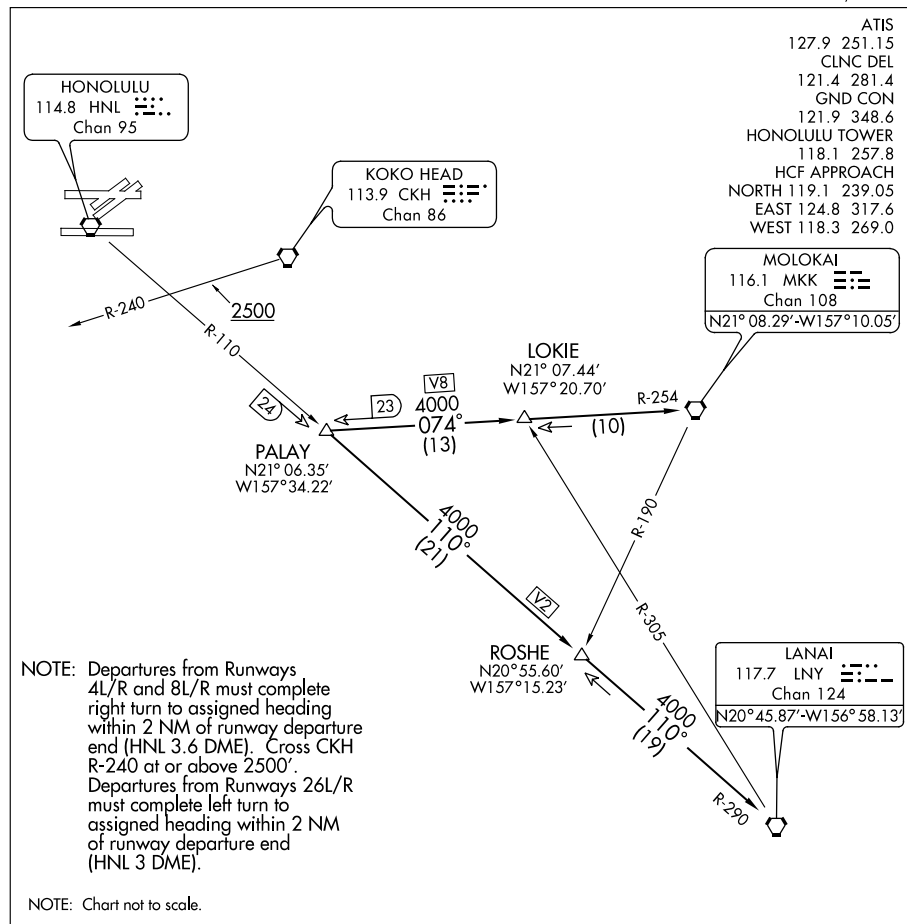 ATIS
127.9 251.15
CLNC DEL
121.4 281.4
GND CON
121.9 348.6
HONOLULU TOWER
118.1 257.8
HCF APPROACH
NORTH 119.1 239.05
EAST 124.8 317.6
WEST 118.3 269.0
HONOLULU
114.8 HNL
Chan 95
KOKO HEAD
113.9 CKH
Chan 86
MOLOKAI
116.1 MKK
Chan 108
N21° 08.29'-W157°10.05'
R-240
2500
R-110
LOKIE
N21° 07.44'
W157°20.70'
V8
R-254
24
23
4000
074°
(13)
(10)
PALAY
N21° 06.35'
W157°34.22'
R-190
4000
110°
(21)
V2
R-305
ROSHE
N20°55.60'
W157°15.23'
LANAI
117.7 LNY
Chan 124
N20°45.87'-W156°58.13'
4000
110°
(19)
R-290
NOTE: Departures from Runways
4L/R and 8L/R must complete
right turn to assigned heading
within 2 NM of runway departure
end (HNL 3.6 DME). Cross CKH
R-240 at or above 2500'.
Departures from Runways 26L/R
must complete left turn to
assigned heading within 2 NM
of runway departure end
(HNL 3 DME).
NOTE: Chart not to scale.